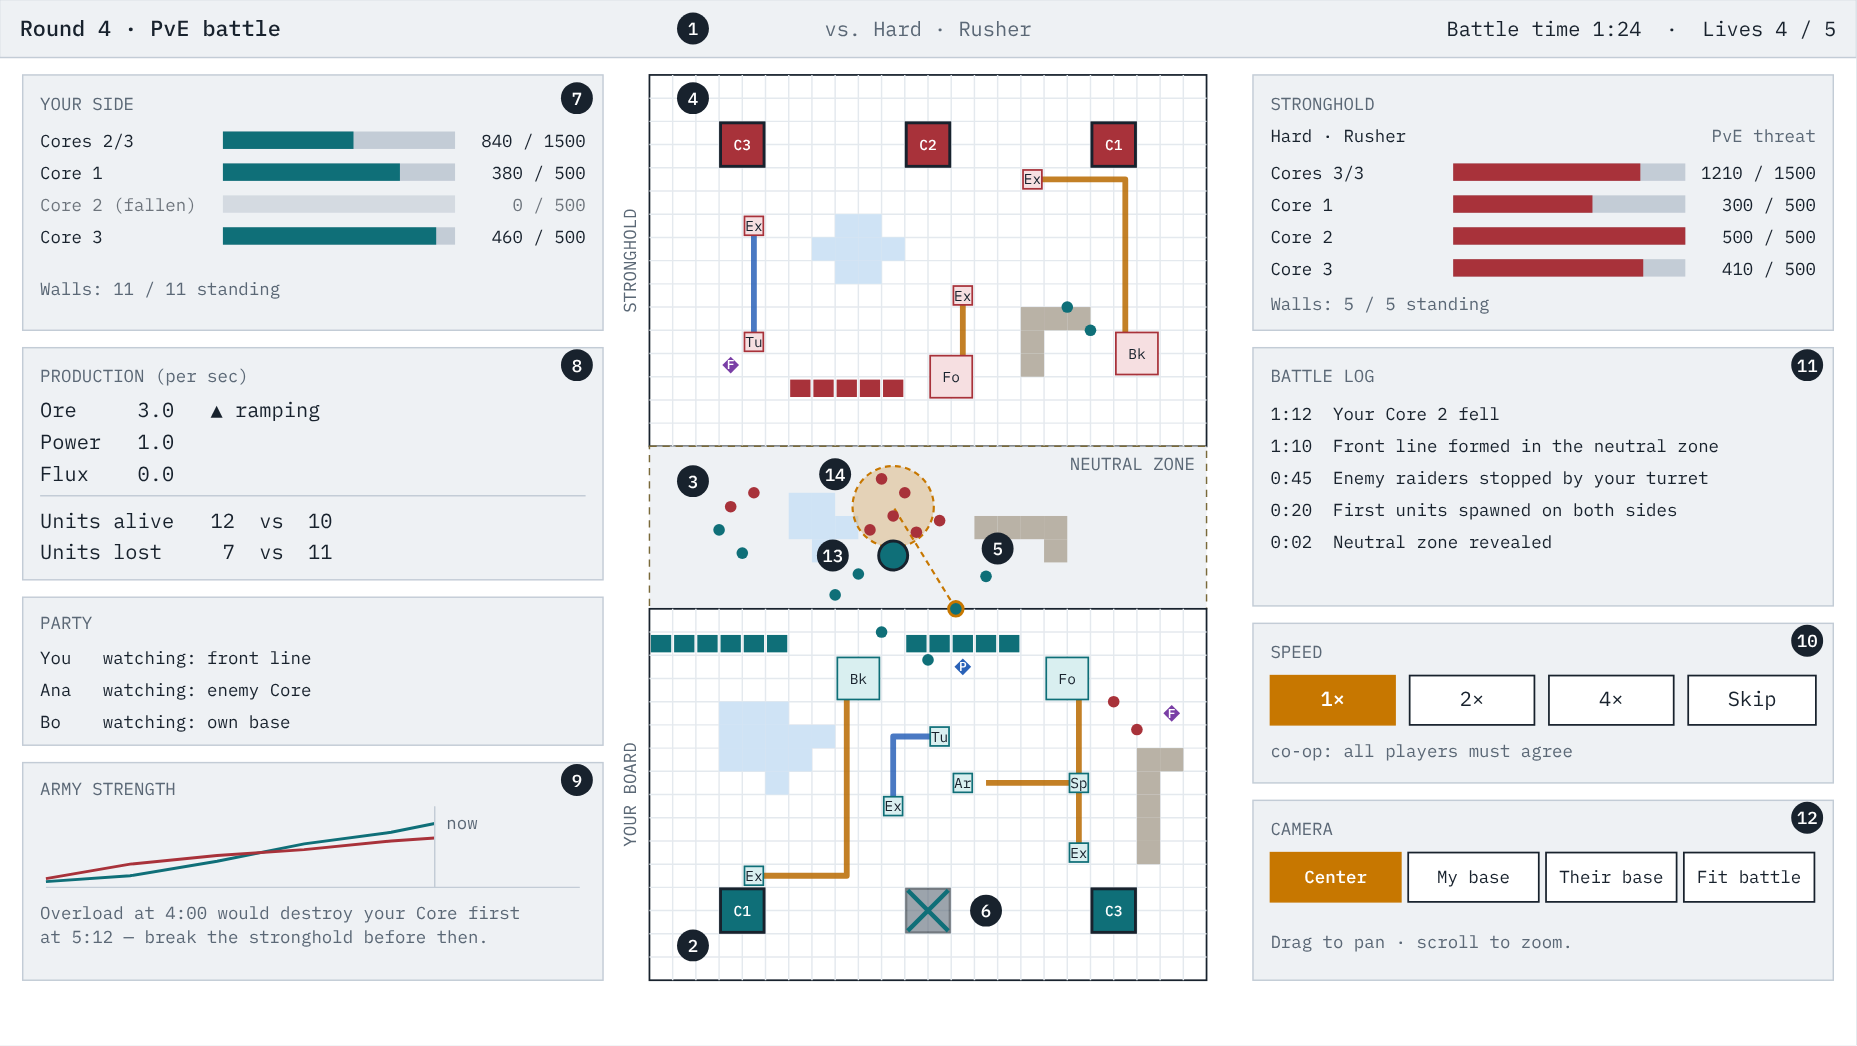 Round 4 · PvE battle
1
vs. Hard · Rusher
Battle time 1:24 · Lives 4 / 5
YOUR SIDE
7
Cores 2/3 840 / 1500
Core 1 380 / 500
Core 2 (fallen) 0 / 500
Core 3 460 / 500
Walls: 11 / 11 standing
PRODUCTION (per sec)
8
Ore 3.0 ▲ ramping
Power 1.0
Flux 0.0
Units alive 12 vs 10
Units lost 7 vs 11
PARTY
You watching: front line
Ana watching: enemy Core
Bo watching: own base
ARMY STRENGTH
9
now
Overload at 4:00 would destroy your Core first
at 5:12 — break the stronghold before then.
STRONGHOLD
4
C3 C2 C1
Ex
Ex
Ex
Tu
F
Fo
Bk
NEUTRAL ZONE
3
14
13
5
YOUR BOARD
Bk
P
Fo
F
Tu
Ar
Sp
Ex
Ex
Ex
C1
6
C3
2
STRONGHOLD
Hard · Rusher PvE threat
Cores 3/3 1210 / 1500
Core 1 300 / 500
Core 2 500 / 500
Core 3 410 / 500
Walls: 5 / 5 standing
BATTLE LOG
11
1:12 Your Core 2 fell
1:10 Front line formed in the neutral zone
0:45 Enemy raiders stopped by your turret
0:20 First units spawned on both sides
0:02 Neutral zone revealed
SPEED
10
1× 2× 4× Skip
co-op: all players must agree
CAMERA
12
Center My base Their base Fit battle
Drag to pan · scroll to zoom.